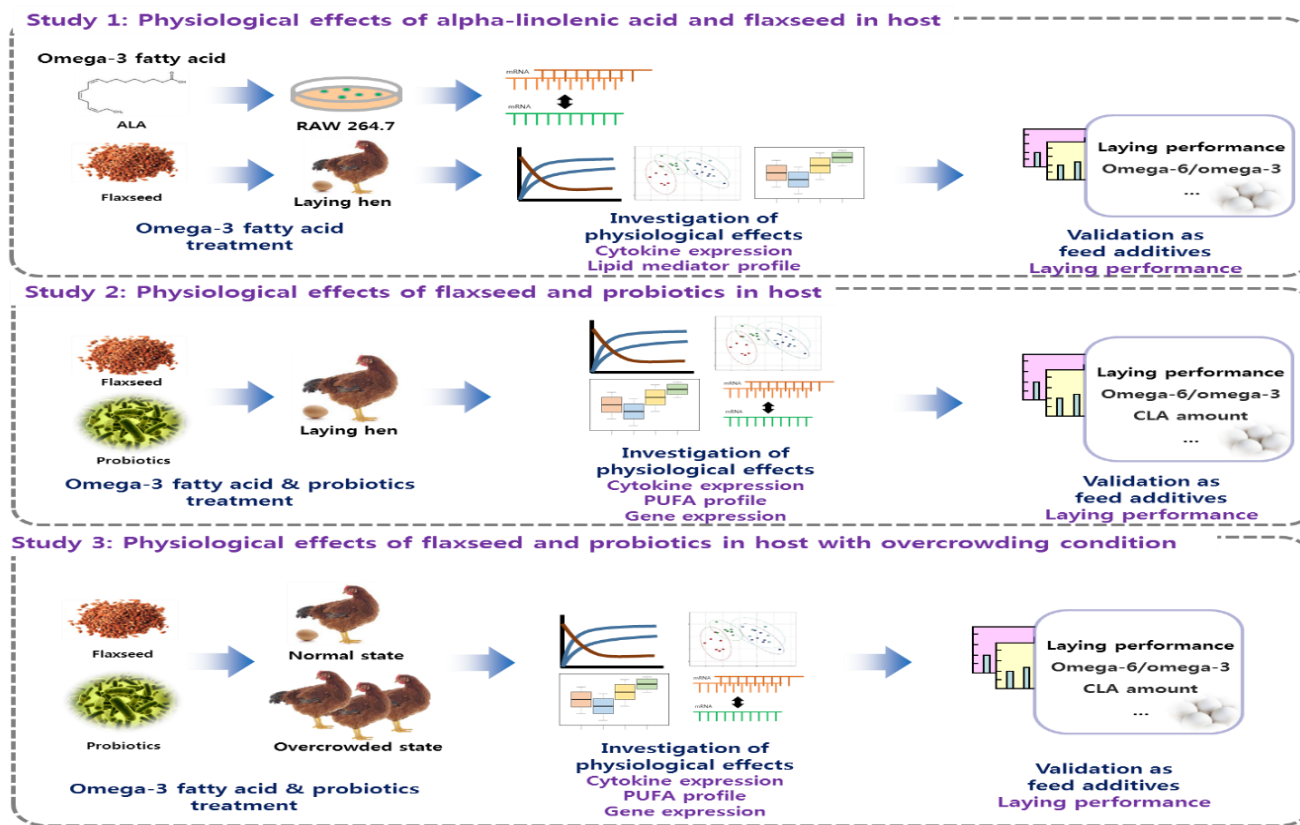 Study 1: Physiological effects of alpha-linolenic acid and flaxseed in host
Omega-3 fatty acid
ALA
RAW 264.7
mRNA
mRNA
Flaxseed
Laying hen
Omega-3 fatty acid
treatment
Investigation of
physiological effects
Cytokine expression
Lipid mediator profile
Laying performance
Omega-6/omega-3
...
Validation as
feed additives
Laying performance
Study 2: Physiological effects of flaxseed and probiotics in host
Flaxseed
Probiotics
Laying hen
Omega-3 fatty acid & probiotics
treatment
mRNA
mRNA
Investigation of
physiological effects
Cytokine expression
PUFA profile
Gene expression
Laying performance
Omega-6/omega-3
CLA amount
...
Validation as
feed additives
Laying performance
Study 3: Physiological effects of flaxseed and probiotics in host with overcrowding condition
Flaxseed
Probiotics
Normal state
Overcrowded state
Omega-3 fatty acid & probiotics
treatment
mRNA
mRNA
Investigation of
physiological effects
Cytokine expression
PUFA profile
Gene expression
Laying performance
Omega-6/omega-3
CLA amount
...
Validation as
feed additives
Laying performance